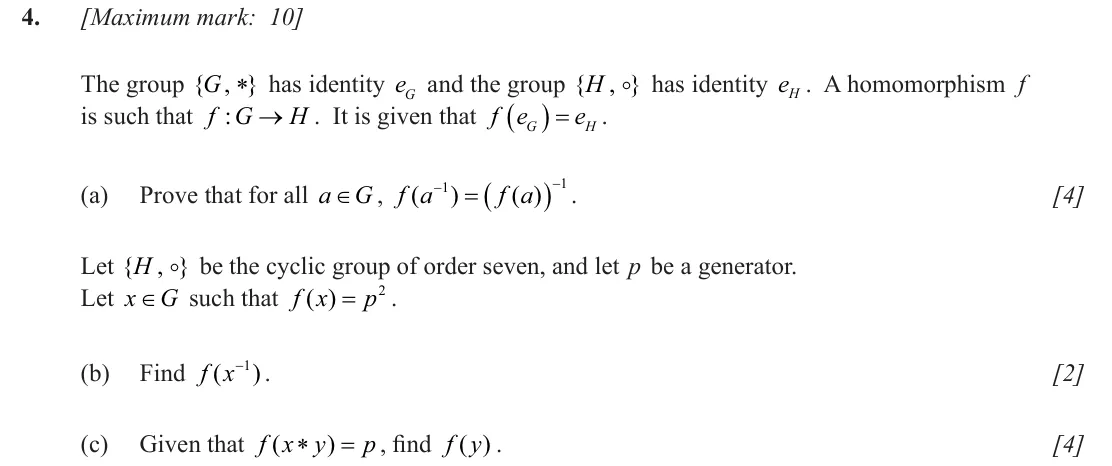 4. [Maximum mark: 10]
The group {G, ∗} has identity e_G and the group {H, ∘} has identity e_H. A homomorphism f
is such that f : G → H. It is given that f(e_G) = e_H.
(a) Prove that for all a ∈ G, f(a⁻¹) = (f(a))⁻¹. [4]
Let {H, ∘} be the cyclic group of order seven, and let p be a generator.
Let x ∈ G such that f(x) = p².
(b) Find f(x⁻¹). [2]
(c) Given that f(x ∗ y) = p, find f(y). [4]